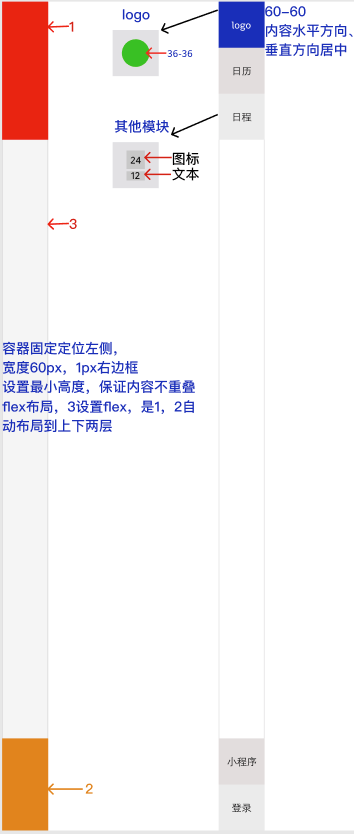 1
logo
36-36
logo
60-60
内容水平方向、
垂直方向居中
日历
日程
其他模块
24
图标
12
文本
3
容器固定定位左侧，
宽度60px，1px右边框
设置最小高度，保证内容不重叠
flex布局，3设置flex，是1，2自
动布局到上下两层
2
小程序
登录